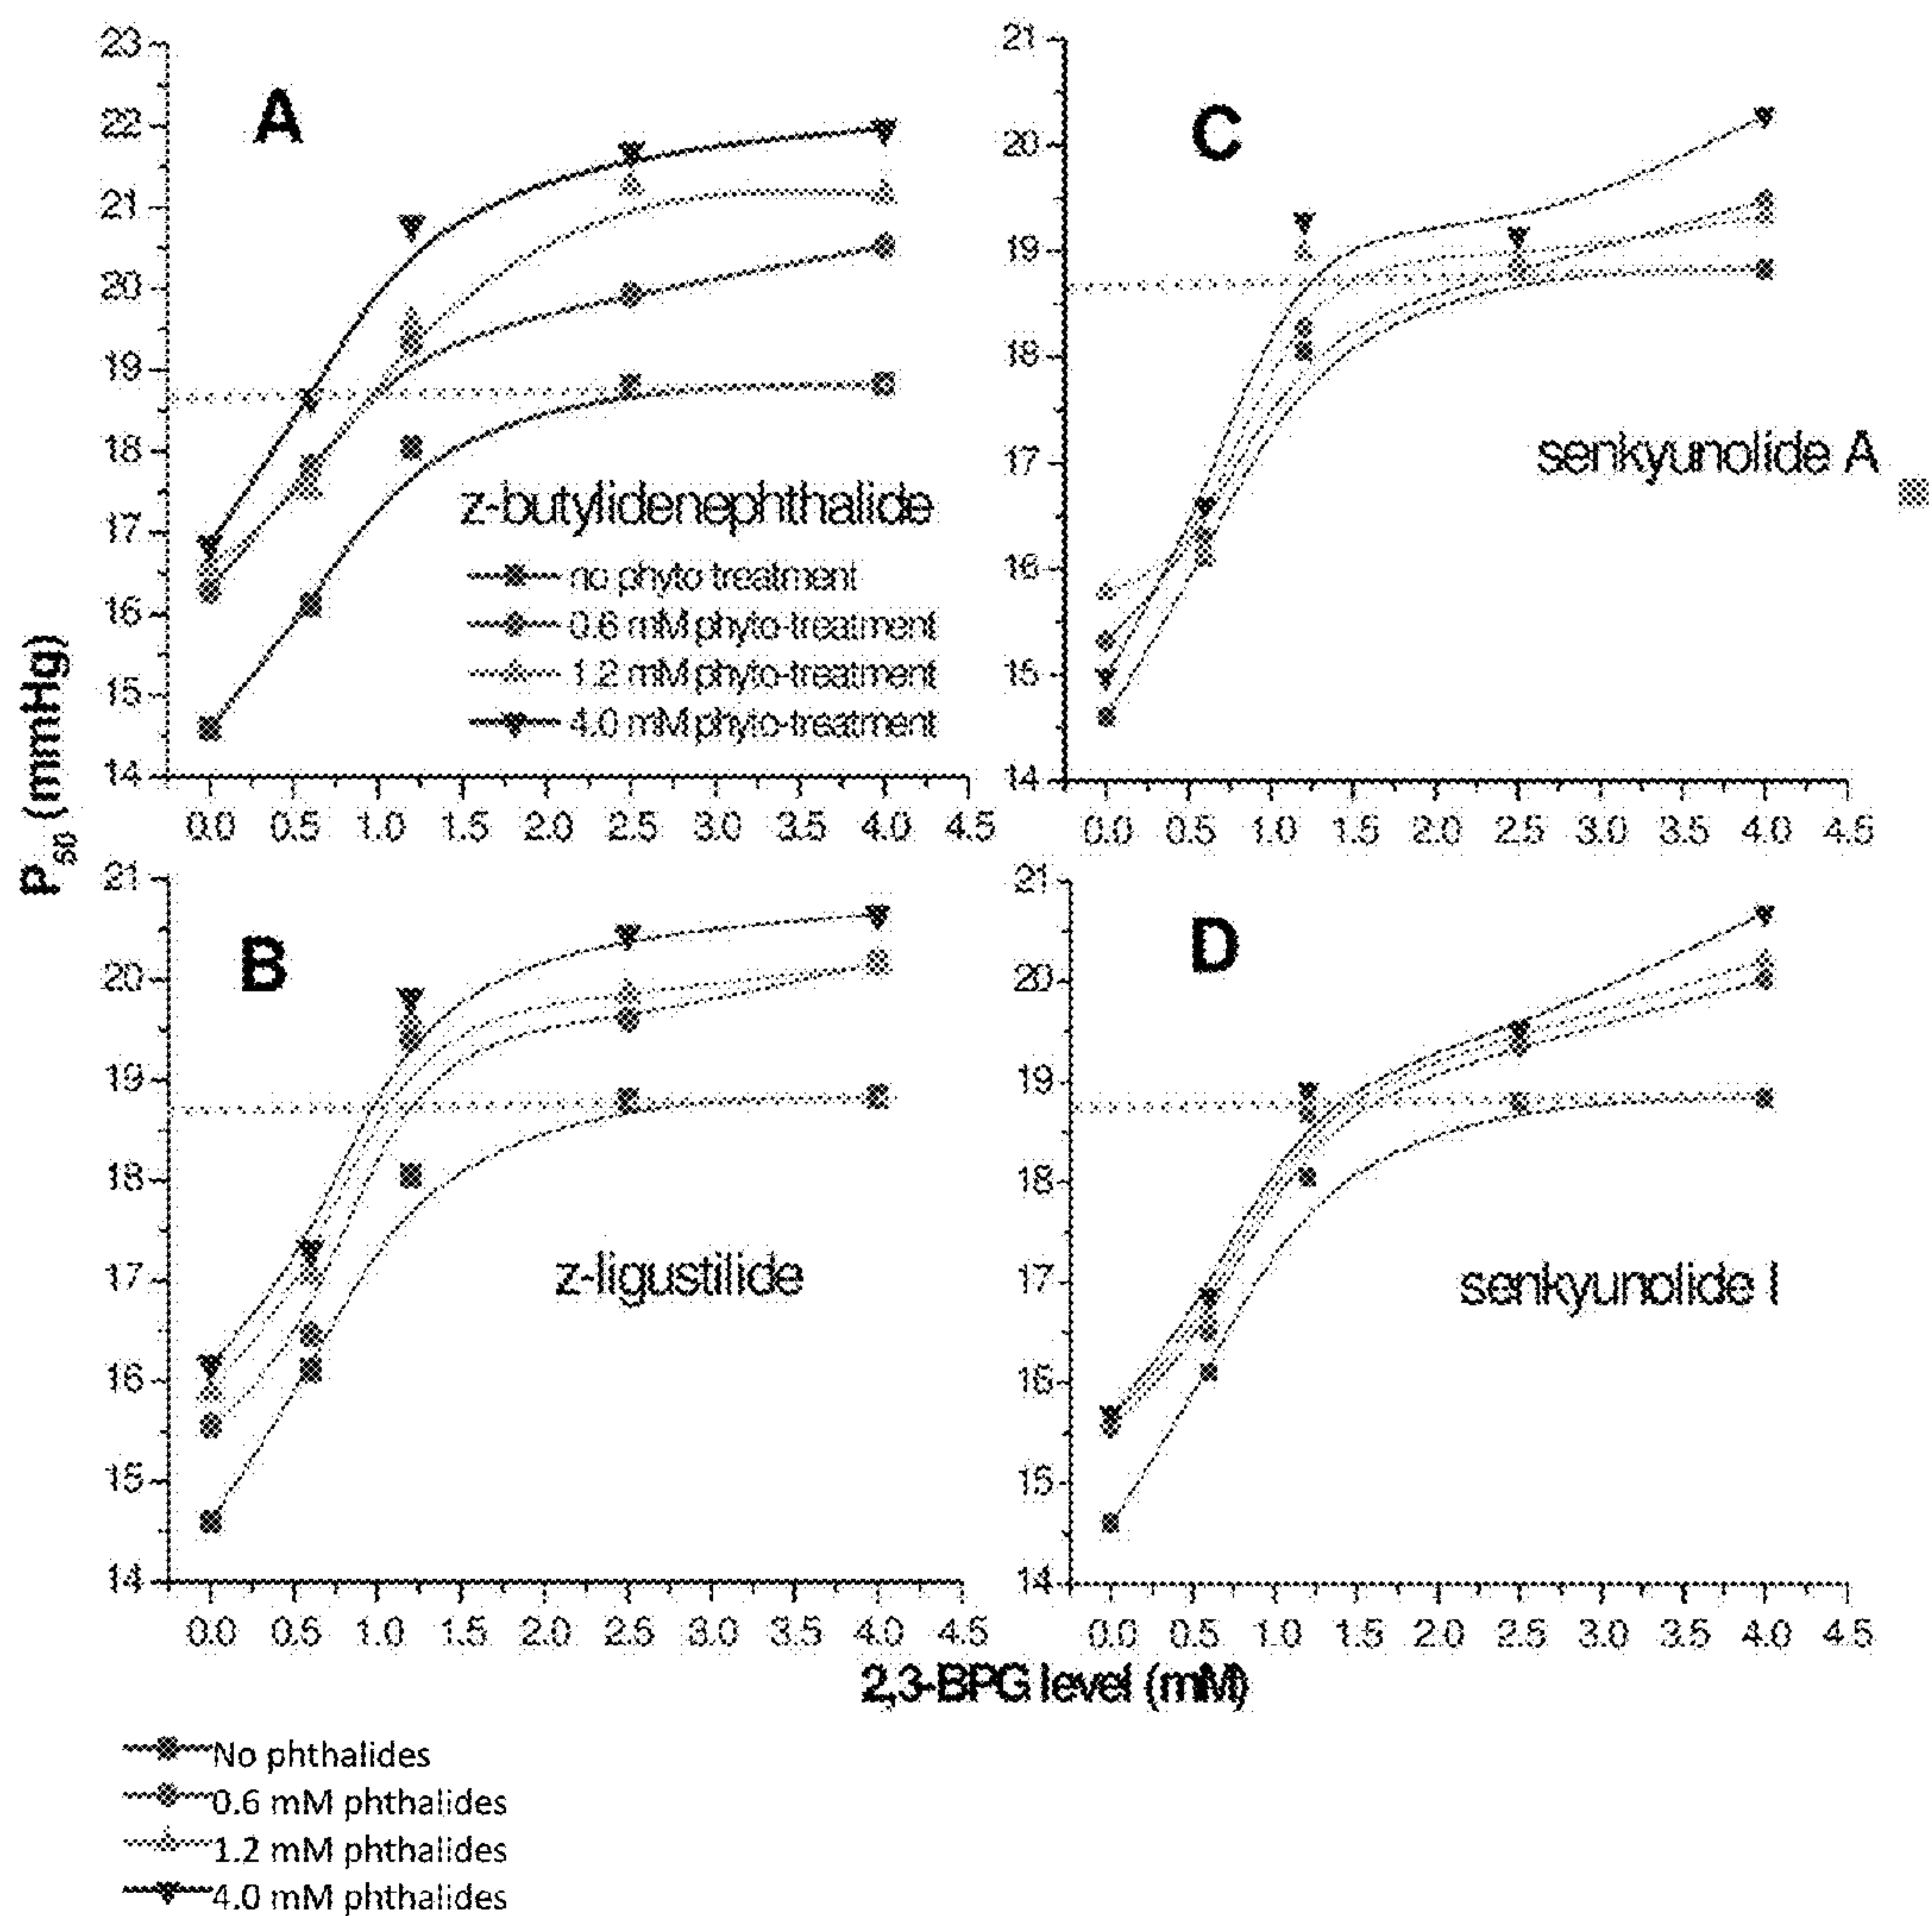 A
23
22
21
20
19
18
17
16
15
14
z-butylidenephthalide
no phyto treatment
0.6 mM phyto-treatment
1.2 mM phyto-treatment
4.0 mM phyto-treatment
0.0 0.5 1.0 1.5 2.0 2.5 3.0 3.5 4.0 4.5
C
21
20
19
18
17
16
15
14
senkyunolide A
0.0 0.5 1.0 1.5 2.0 2.5 3.0 3.5 4.0 4.5
P50 (mmHg)
B
21
20
19
18
17
16
15
14
z-ligustilide
0.0 0.5 1.0 1.5 2.0 2.5 3.0 3.5 4.0 4.5
D
21
20
19
18
17
16
15
14
senkyunolide I
0.0 0.5 1.0 1.5 2.0 2.5 3.0 3.5 4.0 4.5
2,3-BPG level (mM)
No phthalides
0.6 mM phthalides
1.2 mM phthalides
4.0 mM phthalides